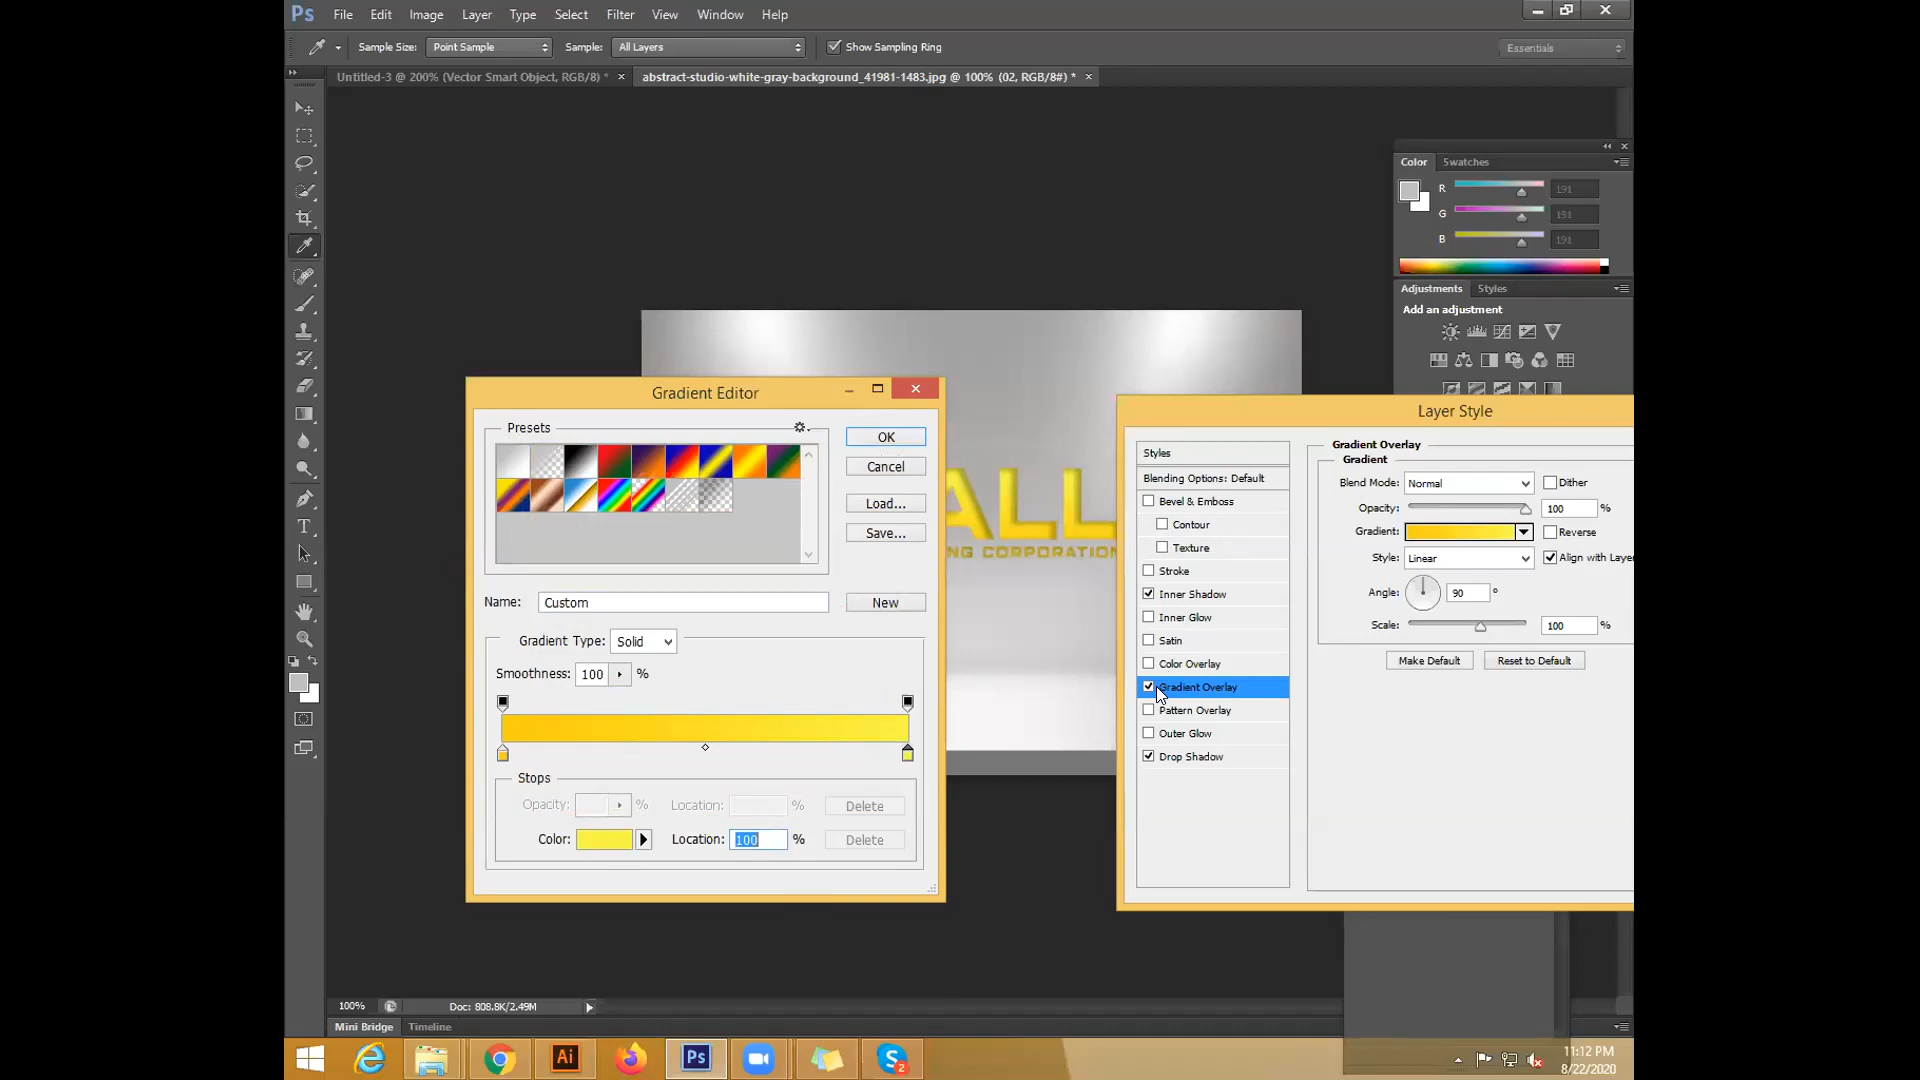 Ps File Edit Image Layer Type Select Filter View Window Help
Sample Size: Point Sample Sample: All Layers Show Sampling Ring Essentials
Untitled-3 @ 200% (Vector Smart Object, RGB/8) * × abstract-studio-white-gray-background_41981-1483.jpg @ 100% (02, RGB/8#) * ×
Color Swatches
R 191
G 191
B 191
Adjustments Styles
Add an adjustment
ALL
NG CORPORATION
Gradient Editor
Presets
OK
Cancel
Load...
Save...
Name: Custom New
Gradient Type: Solid
Smoothness: 100 %
Stops
Opacity: % Location: % Delete
Color: Location: 100 % Delete
Layer Style
Styles
Blending Options: Default
Bevel & Emboss
Contour
Texture
Stroke
Inner Shadow
Inner Glow
Satin
Color Overlay
Gradient Overlay
Pattern Overlay
Outer Glow
Drop Shadow
Gradient Overlay
Gradient
Blend Mode: Normal Dither
Opacity: 100 %
Gradient: Reverse
Style: Linear Align with Laye
Angle: 90 °
Scale: 100 %
Make Default Reset to Default
100% Doc: 808.8K/2.49M
Mini Bridge Timeline
Ai Ps S 2
11:12 PM
8/22/2020